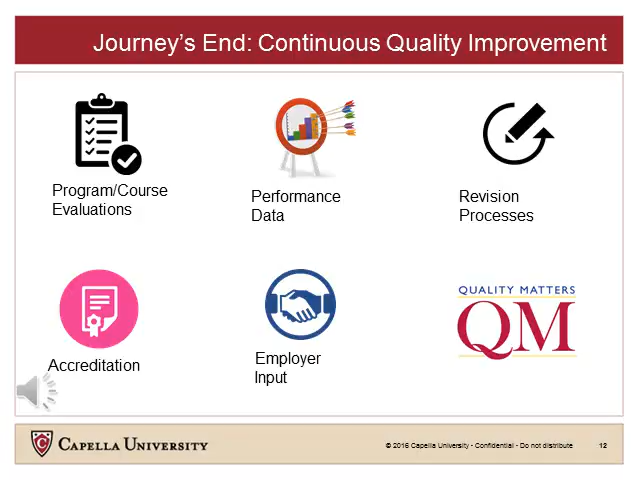 Journey's End: Continuous Quality Improvement
Program/Course
Evaluations
Performance
Data
Revision
Processes
Accreditation
Employer
Input
QUALITY MATTERS
QM
CAPELLA UNIVERSITY
© 2016 Capella University - Confidential - Do not distribute
12